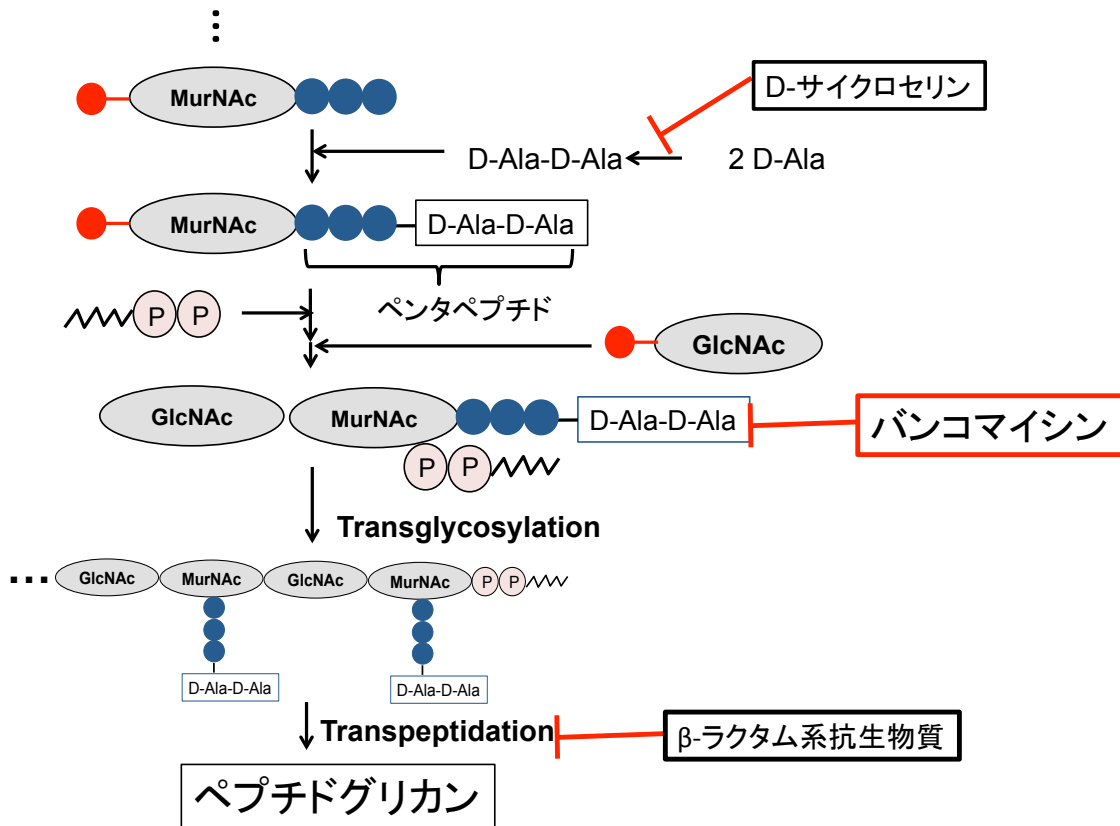 ⋮
MurNAc
D-サイクロセリン
D-Ala-D-Ala
2 D-Ala
MurNAc
D-Ala-D-Ala
ペンタペプチド
P P
GlcNAc
GlcNAc
MurNAc
D-Ala-D-Ala
バンコマイシン
P P
Transglycosylation
...
GlcNAc
MurNAc
GlcNAc
MurNAc
P P
D-Ala-D-Ala
D-Ala-D-Ala
Transpeptidation
β-ラクタム系抗生物質
ペプチドグリカン